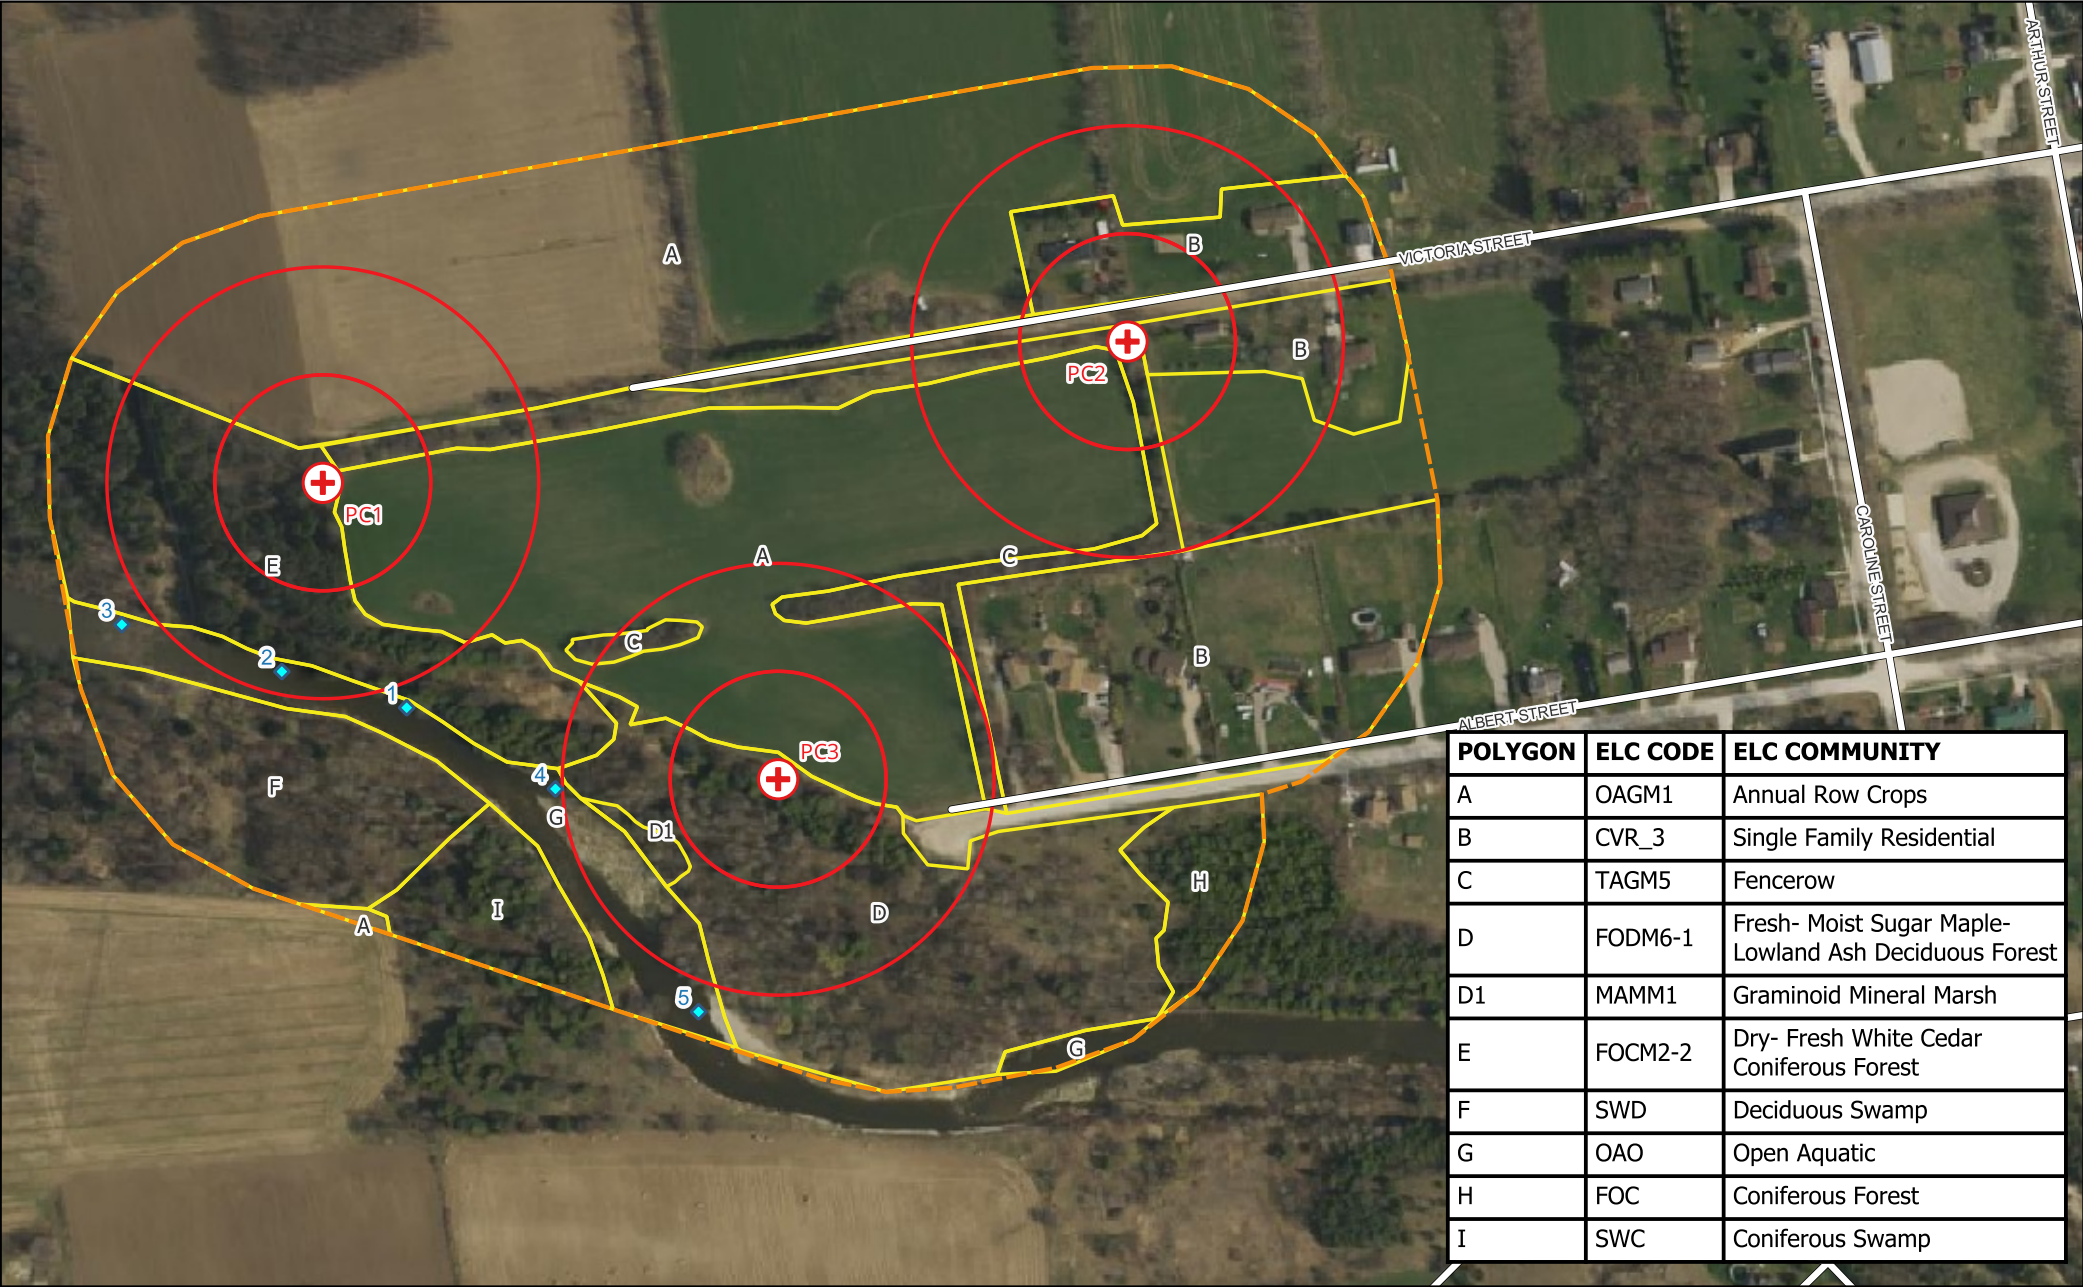 ARTHUR STREET
A
B
VICTORIA STREET
B
PC2
PC1
CAROLINE STREET
A
C
E
3
C
2
B
1
ALBERT STREET
PC3
4
F
G
D1
H
I
D
A
5
G
POLYGON ELC CODE ELC COMMUNITY
A OAGM1 Annual Row Crops
B CVR_3 Single Family Residential
C TAGM5 Fencerow
D FODM6-1 Fresh- Moist Sugar Maple-
Lowland Ash Deciduous Forest
D1 MAMM1 Graminoid Mineral Marsh
E FOCM2-2 Dry- Fresh White Cedar
Coniferous Forest
F SWD Deciduous Swamp
G OAO Open Aquatic
H FOC Coniferous Forest
I SWC Coniferous Swamp